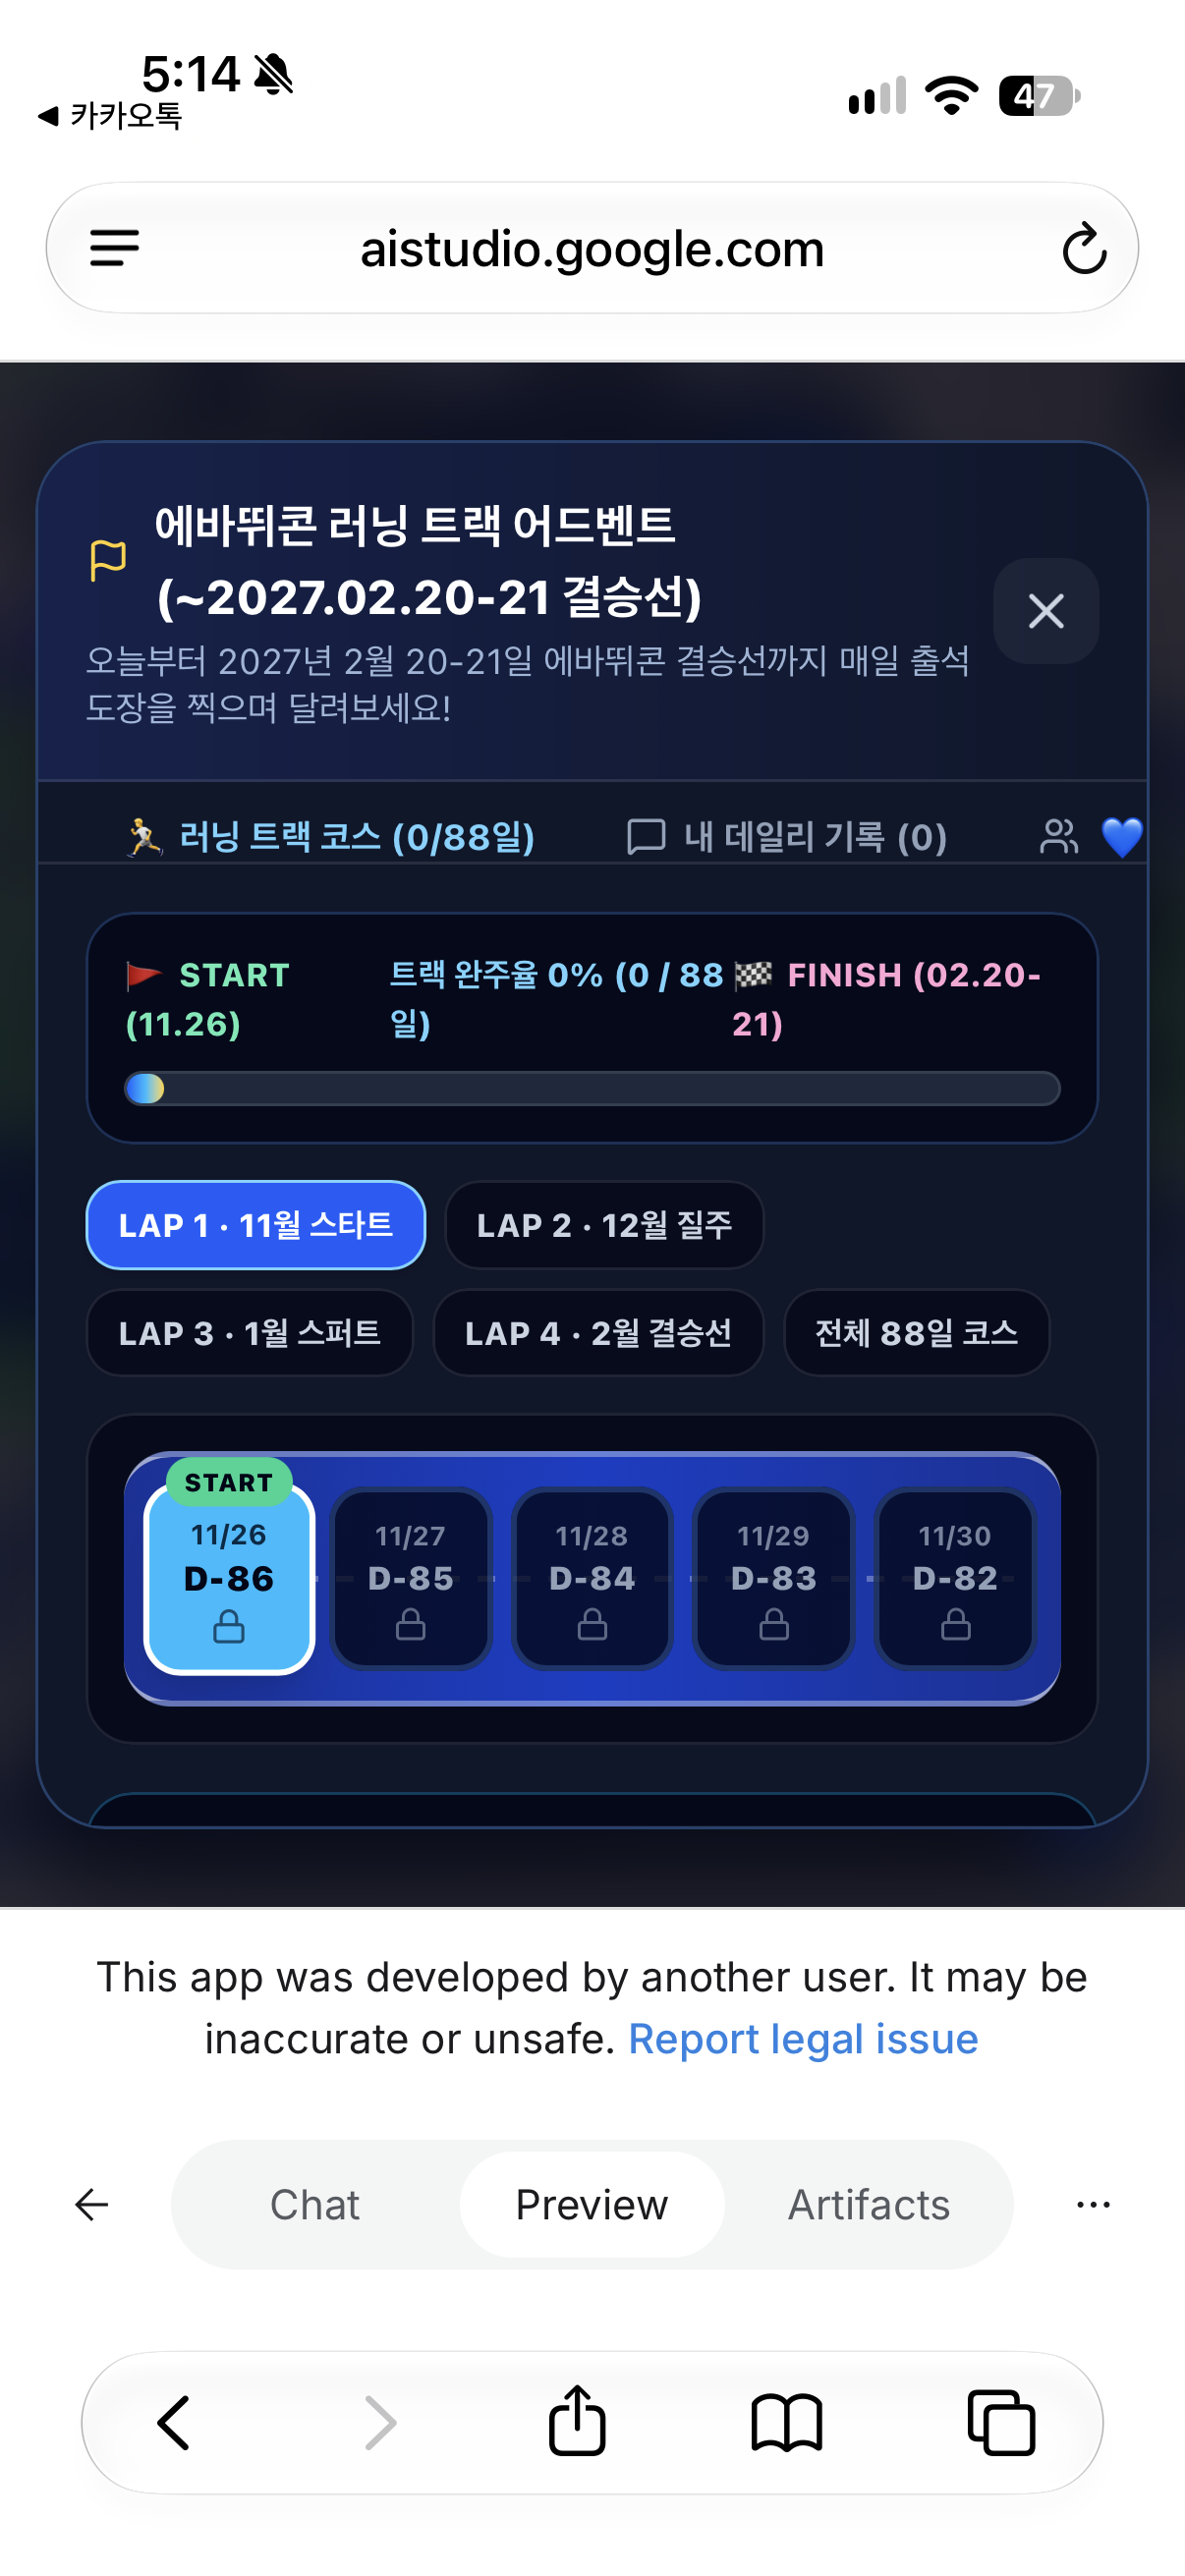 5:14
47
◀ 카카오톡
aistudio.google.com
에바뛰콘 러닝 트랙 어드벤트
(~2027.02.20-21 결승선)
오늘부터 2027년 2월 20-21일 에바뛰콘 결승선까지 매일 출석
도장을 찍으며 달려보세요!
🏃 러닝 트랙 코스 (0/88일)
내 데일리 기록 (0)
💙
🚩 START
(11.26)
트랙 완주율 0% (0 / 88
일)
🏁 FINISH (02.20-
21)
LAP 1 · 11월 스타트
LAP 2 · 12월 질주
LAP 3 · 1월 스퍼트
LAP 4 · 2월 결승선
전체 88일 코스
START
11/26
D-86
11/27
D-85
11/28
D-84
11/29
D-83
11/30
D-82
This app was developed by another user. It may be
inaccurate or unsafe. Report legal issue
Chat
Preview
Artifacts